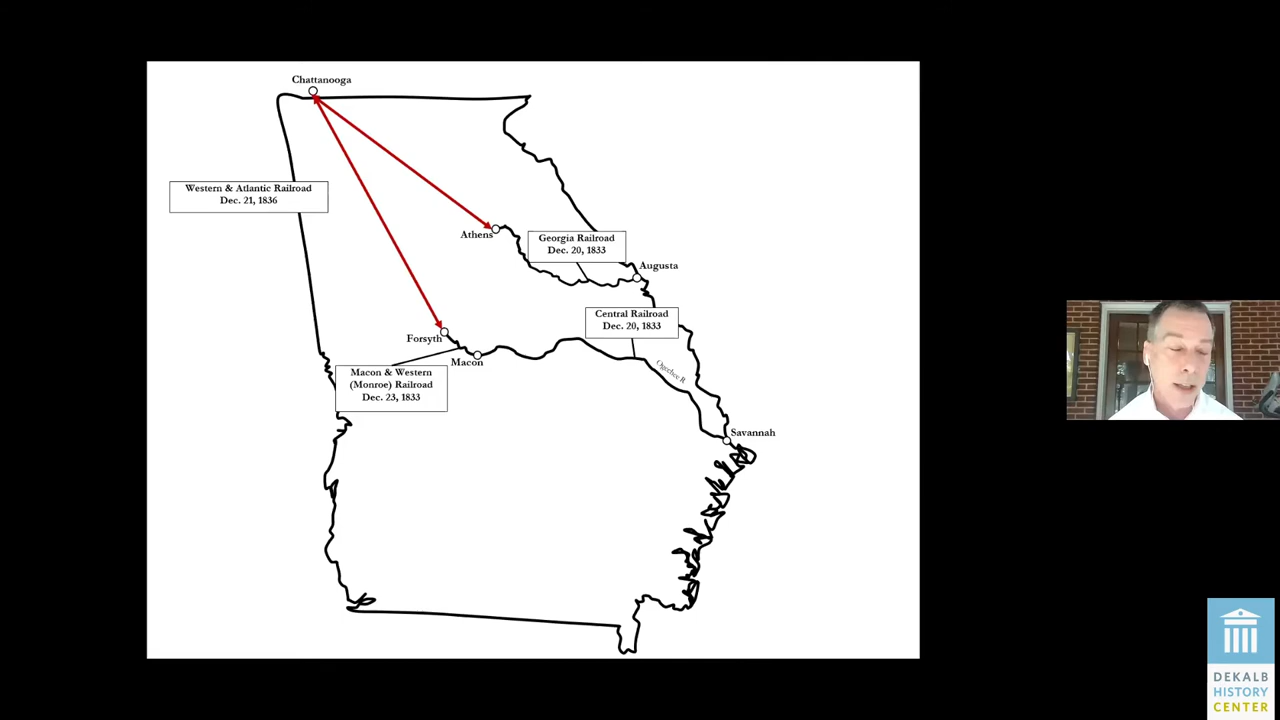 Chattanooga
Western & Atlantic Railroad
Dec. 21, 1836
Athens
Georgia Railroad
Dec. 20, 1833
Augusta
Central Railroad
Dec. 20, 1833
Forsyth
Macon
Ogeechee R.
Macon & Western
(Monroe) Railroad
Dec. 23, 1833
Savannah
DEKALB
HISTORY
CENTER